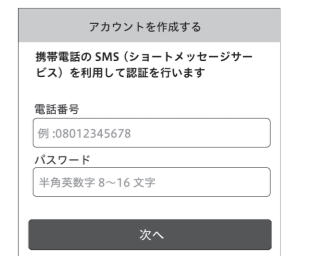 アカウントを作成する
携帯電話の SMS（ショートメッセージサー
ビス）を利用して認証を行います
電話番号
例 :08012345678
パスワード
半角英数字 8～16 文字
次へ